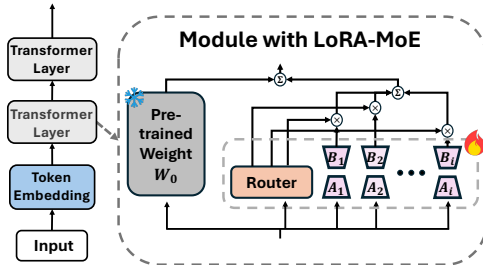 Module with LoRA-MoE
Transformer
Layer
Transformer
Layer
Token
Embedding
Input
Pre-
trained
Weight
W₀
Σ
Σ
×
×
×
Router
B₁
B₂
Bᵢ
A₁
A₂
•••
Aᵢ